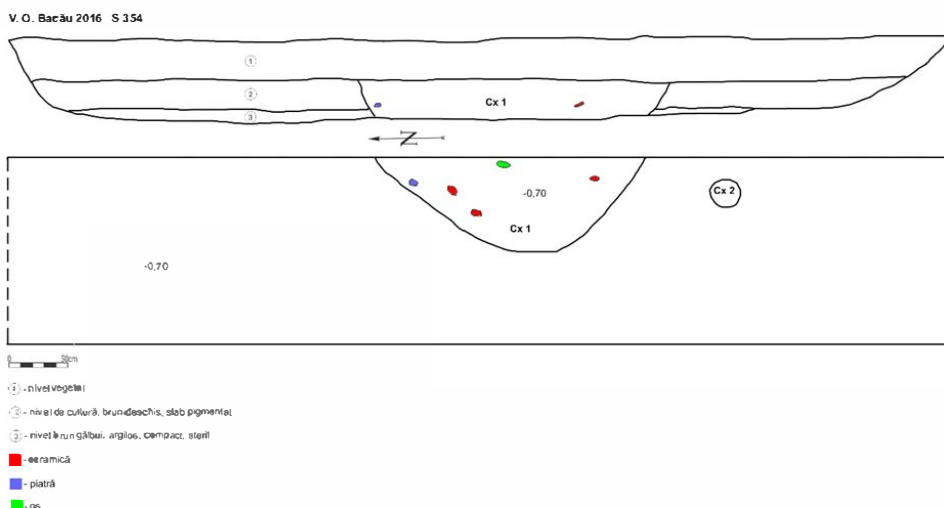 V. O. Bacău 2016 S 354
1
2
Cx 1
3
N
-0,70
Cx 2
Cx 1
-0,70
0 50cm
1 - nivel vegetal
2 - nivel de cultură, brun deschis, slab pigmentat
3 - nivel brun gălbui, argilos, compact, steril
- ceramică
- piatră
- os